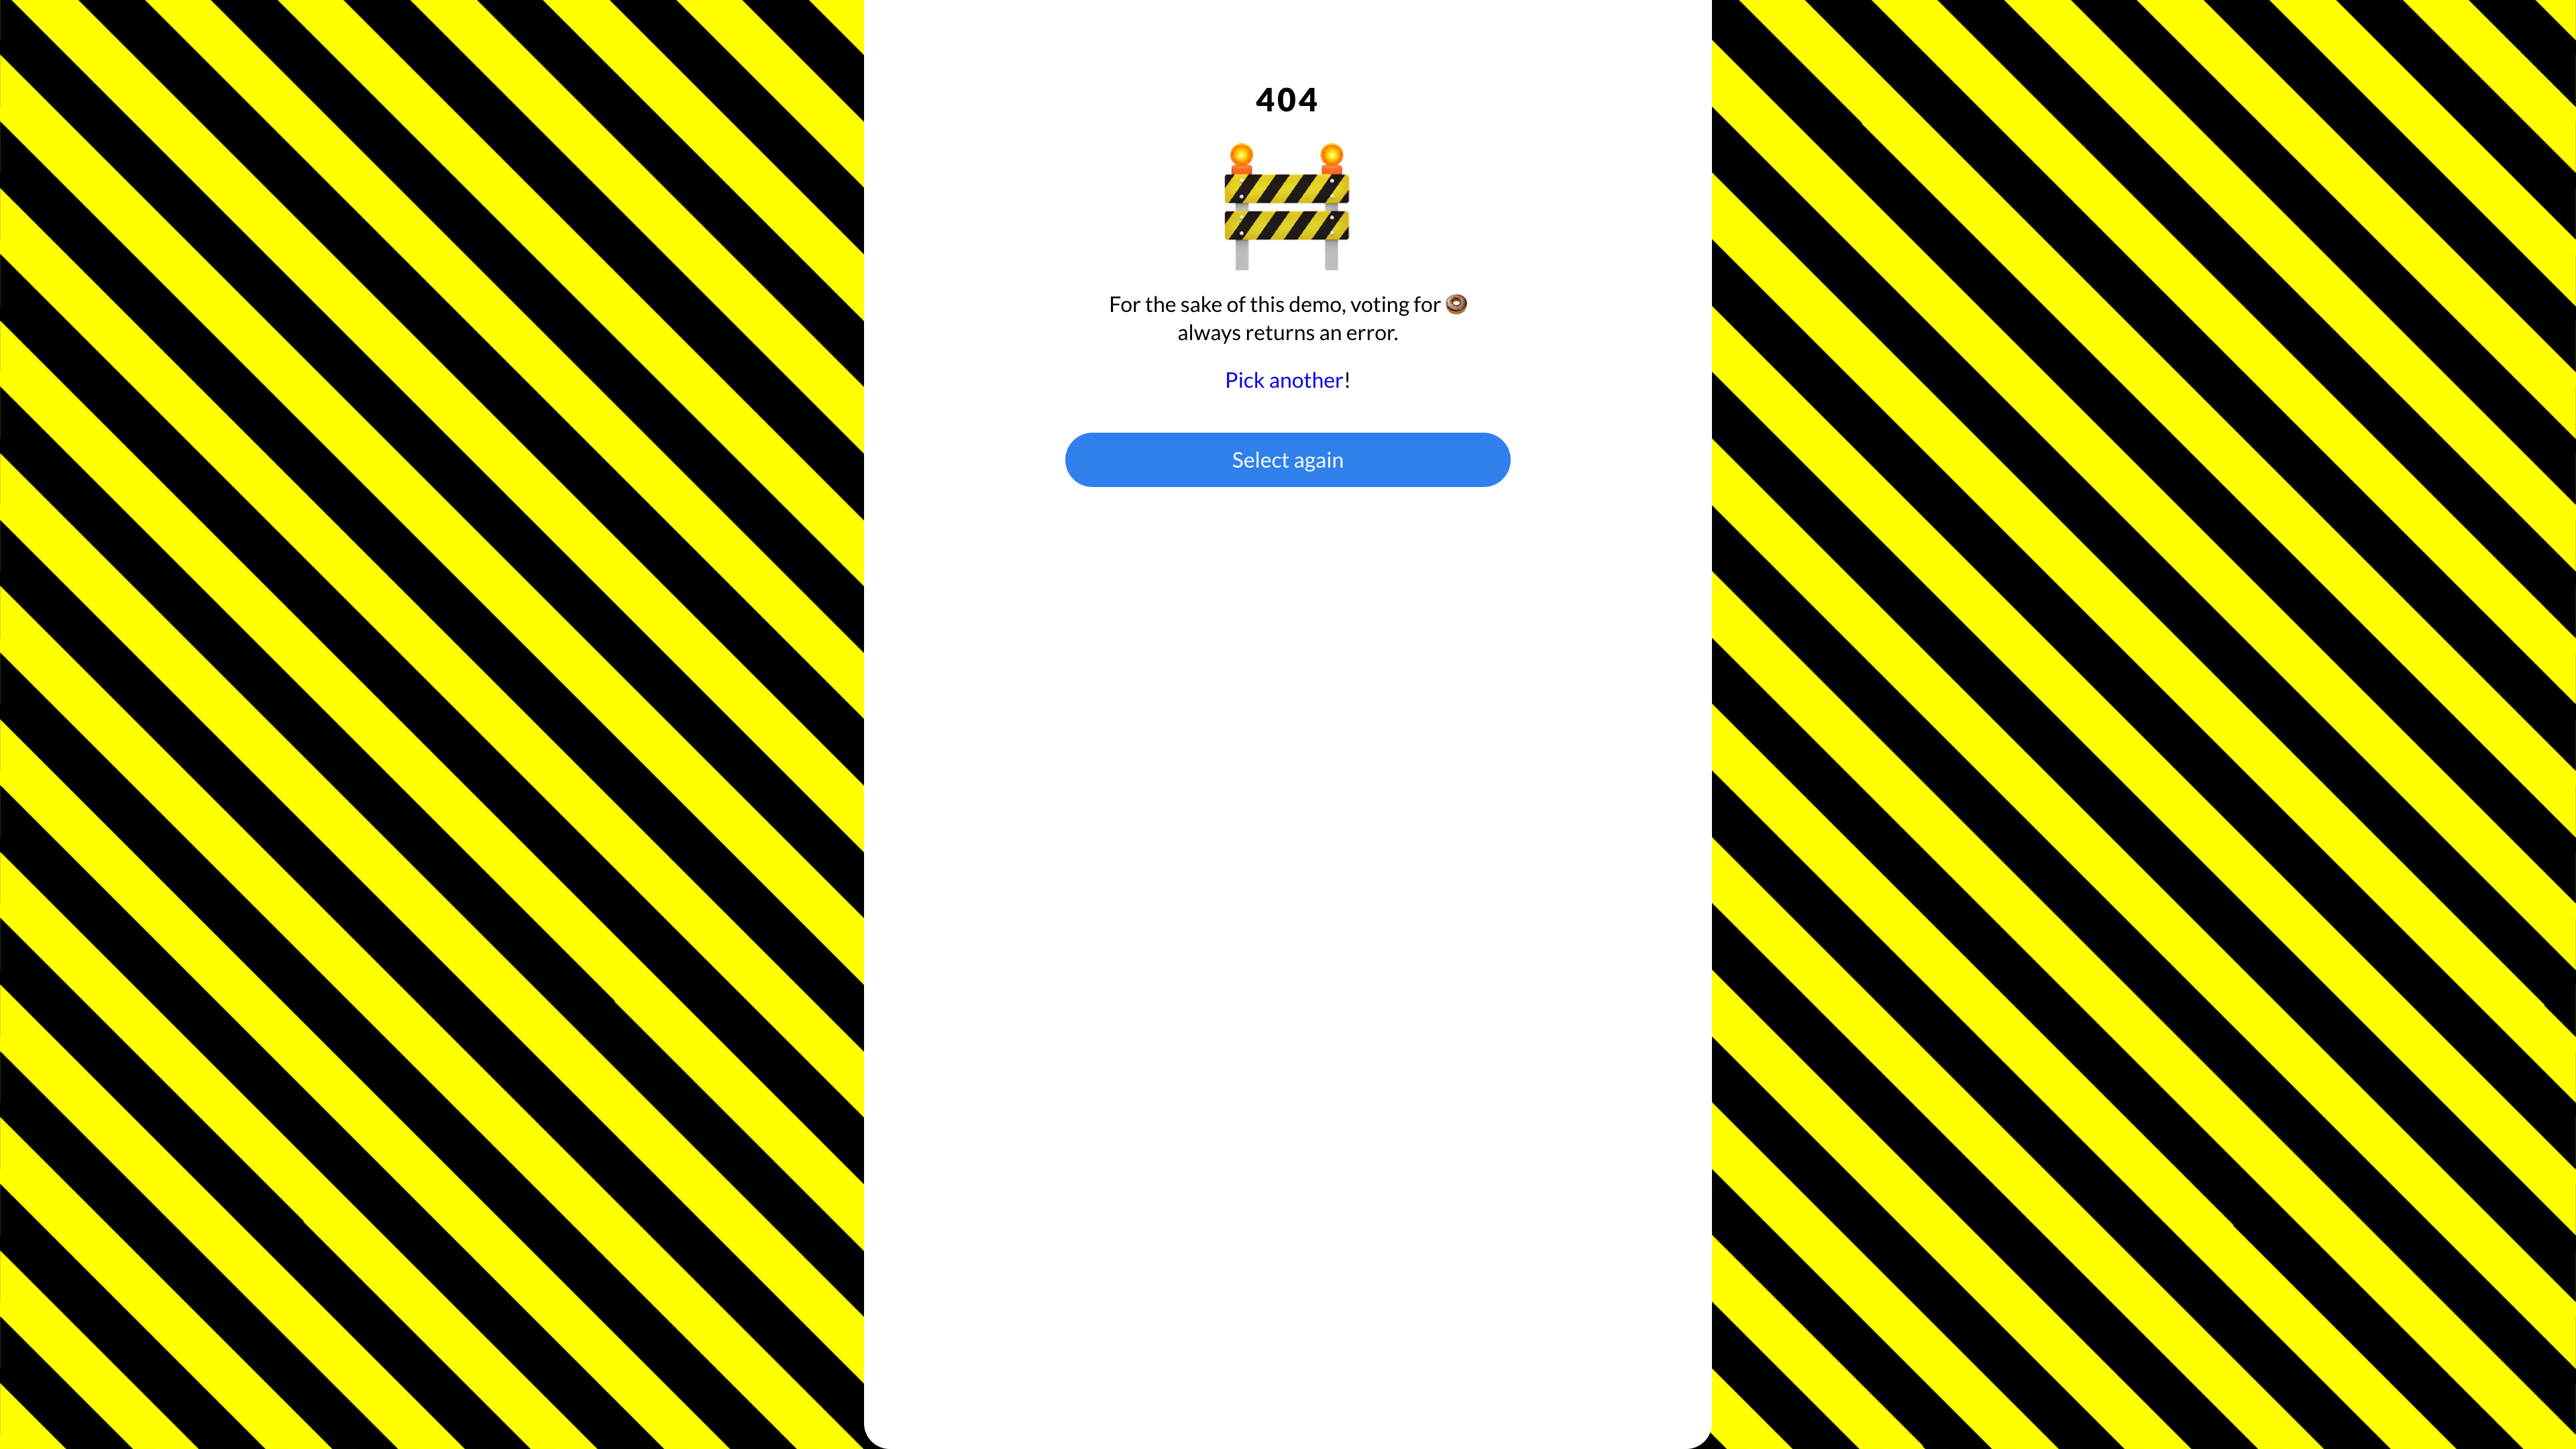 404
For the sake of this demo, voting for 🍩
always returns an error.
Pick another!
Select again